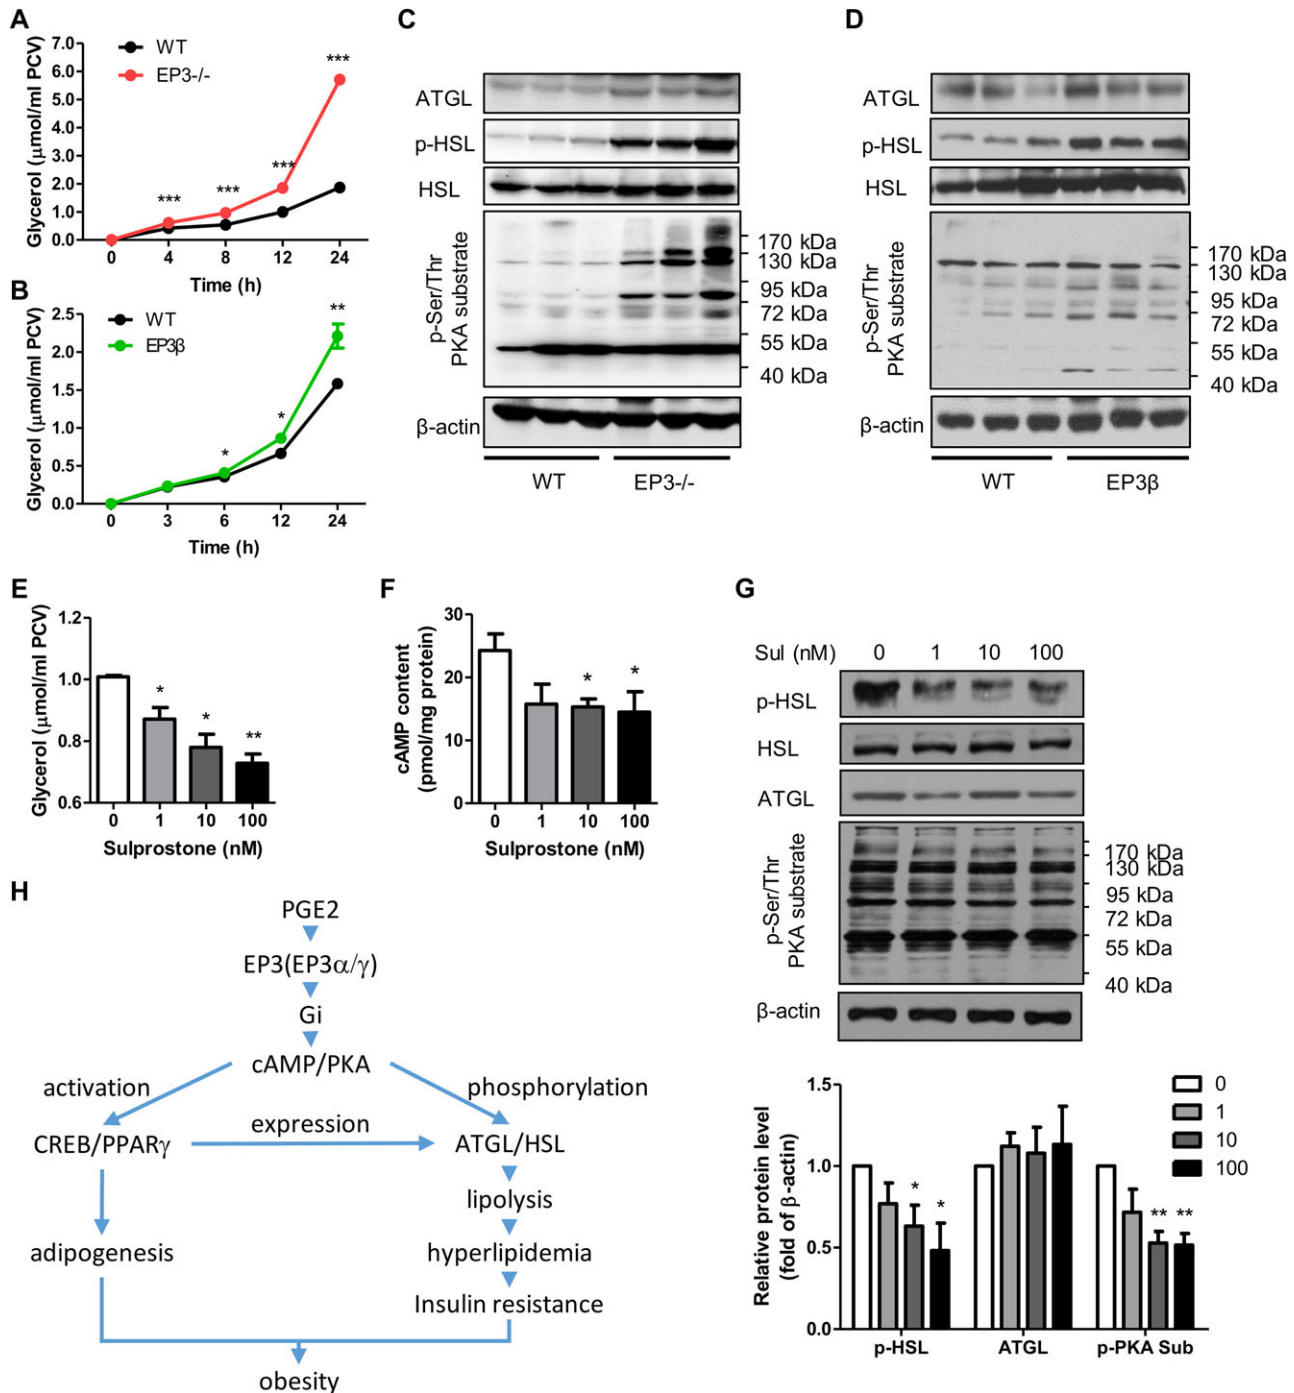 A
Glycerol (μmol/ml PCV)
7.0
6.0
5.0
4.0
3.0
2.0
1.0
0.0
WT
EP3-/-
***
***
***
***
0 4 8 12 24
Time (h)
B
Glycerol (μmol/ml PCV)
2.5
2.0
1.5
1.0
0.5
0.0
WT
EP3β
*
*
**
0 3 6 12 24
Time (h)
C
ATGL
p-HSL
HSL
p-Ser/Thr
PKA substrate
170 kDa
130 kDa
95 kDa
72 kDa
55 kDa
40 kDa
β-actin
WT EP3-/-
D
ATGL
p-HSL
HSL
p-Ser/Thr
PKA substrate
170 kDa
130 kDa
95 kDa
72 kDa
55 kDa
40 kDa
β-actin
WT EP3β
E
Glycerol (μmol/ml PCV)
1.2
1.0
0.8
0.6
*
*
**
0 1 10 100
Sulprostone (nM)
F
cAMP content
(pmol/mg protein)
30
20
10
0
*
*
0 1 10 100
Sulprostone (nM)
G
Sul (nM) 0 1 10 100
p-HSL
HSL
ATGL
p-Ser/Thr
PKA substrate
170 kDa
130 kDa
95 kDa
72 kDa
55 kDa
40 kDa
β-actin
Relative protein level
(fold of β-actin)
1.5
1.0
0.5
0.0
0
1
10
100
* *
** **
p-HSL ATGL p-PKA Sub
H
PGE2
EP3(EP3α/γ)
Gi
cAMP/PKA
activation
phosphorylation
CREB/PPARγ
expression
ATGL/HSL
lipolysis
adipogenesis
hyperlipidemia
Insulin resistance
obesity